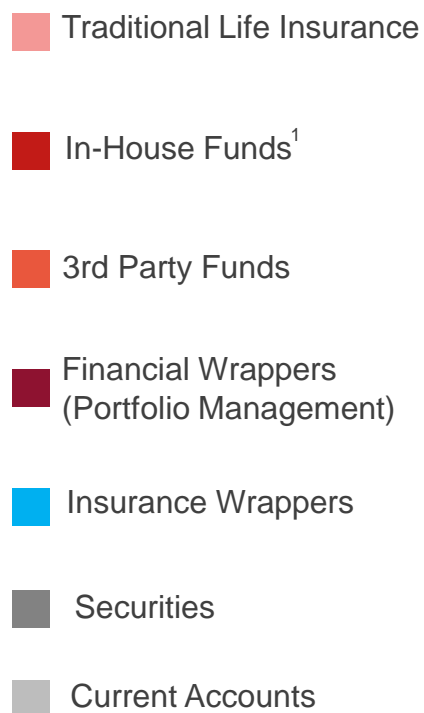 Traditional Life Insurance
In-House Funds¹
3rd Party Funds
Financial Wrappers
(Portfolio Management)
Insurance Wrappers
Securities
Current Accounts